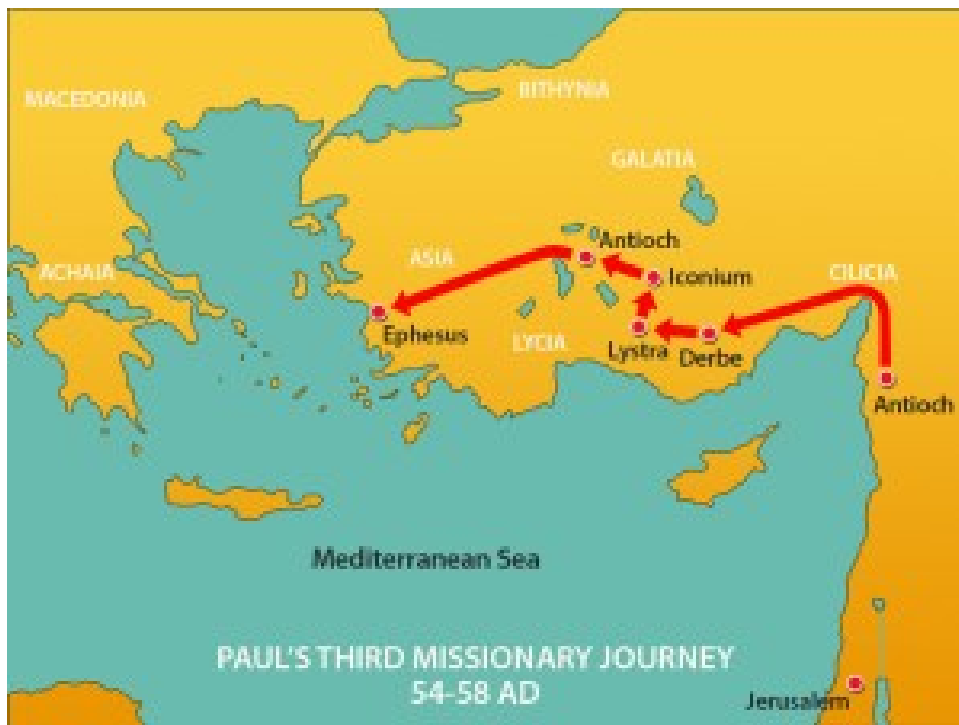 MACEDONIA
BITHYNIA
GALATIA
Antioch
ASIA
ACHAIA
Iconium
CILICIA
Ephesus
LYCIA
Lystra
Derbe
Antioch
Mediterranean Sea
PAUL'S THIRD MISSIONARY JOURNEY
54-58 AD
Jerusalem